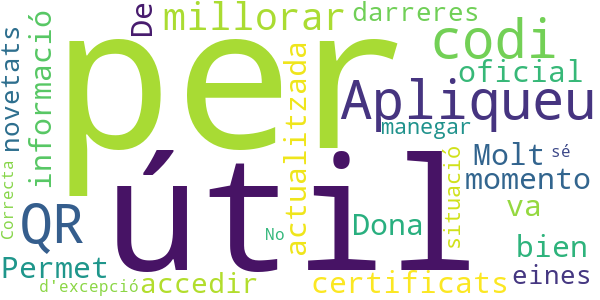 De
millorar
darreres
novetats
informació
per
codi
oficial
Apliqueu
actualitzada
manegar
útil
Molt
sé
situació
momento
Correcta
QR
Dona
va
No
bien
Permet
d'excepció
accedir
certificats
eines